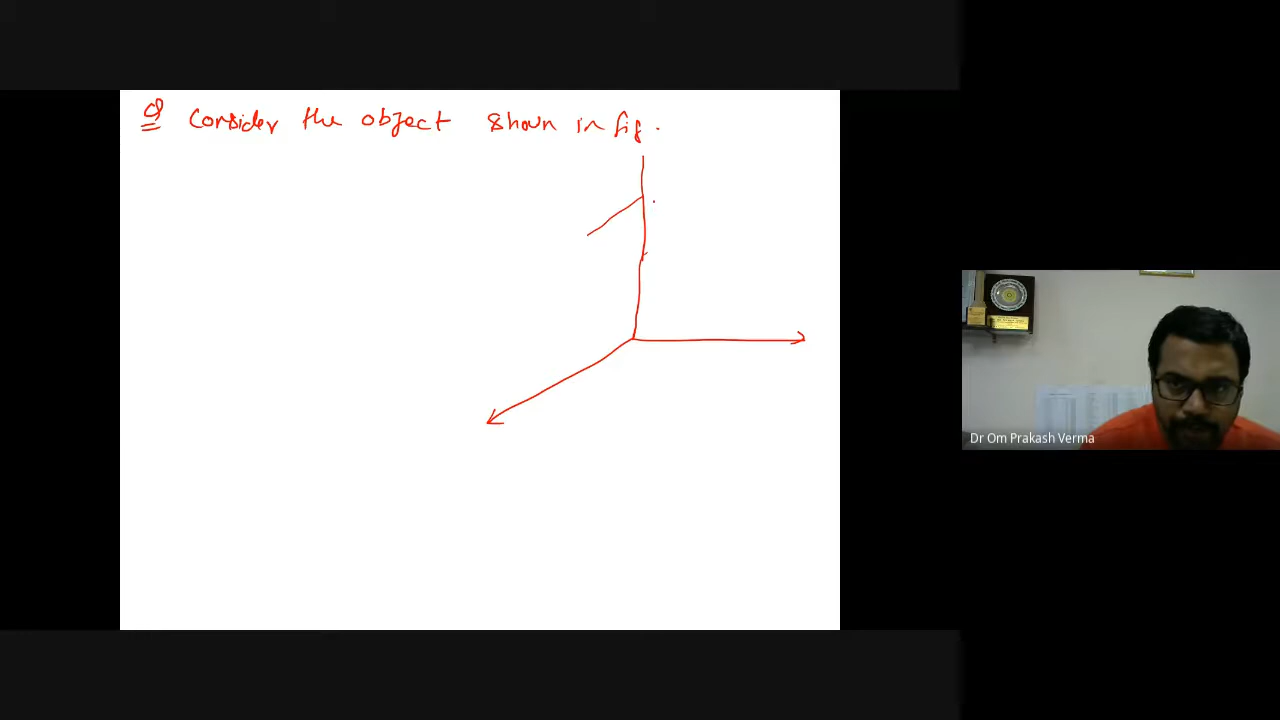 Q Consider the object shown in fig.
Dr Om Prakash Verma